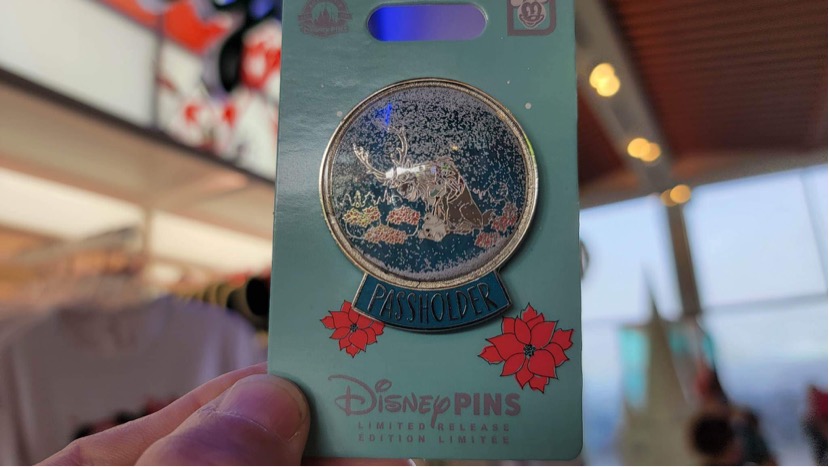 PASSHOLDER
Disney PINS
LIMITED RELEASE
EDITION LIMITÉE